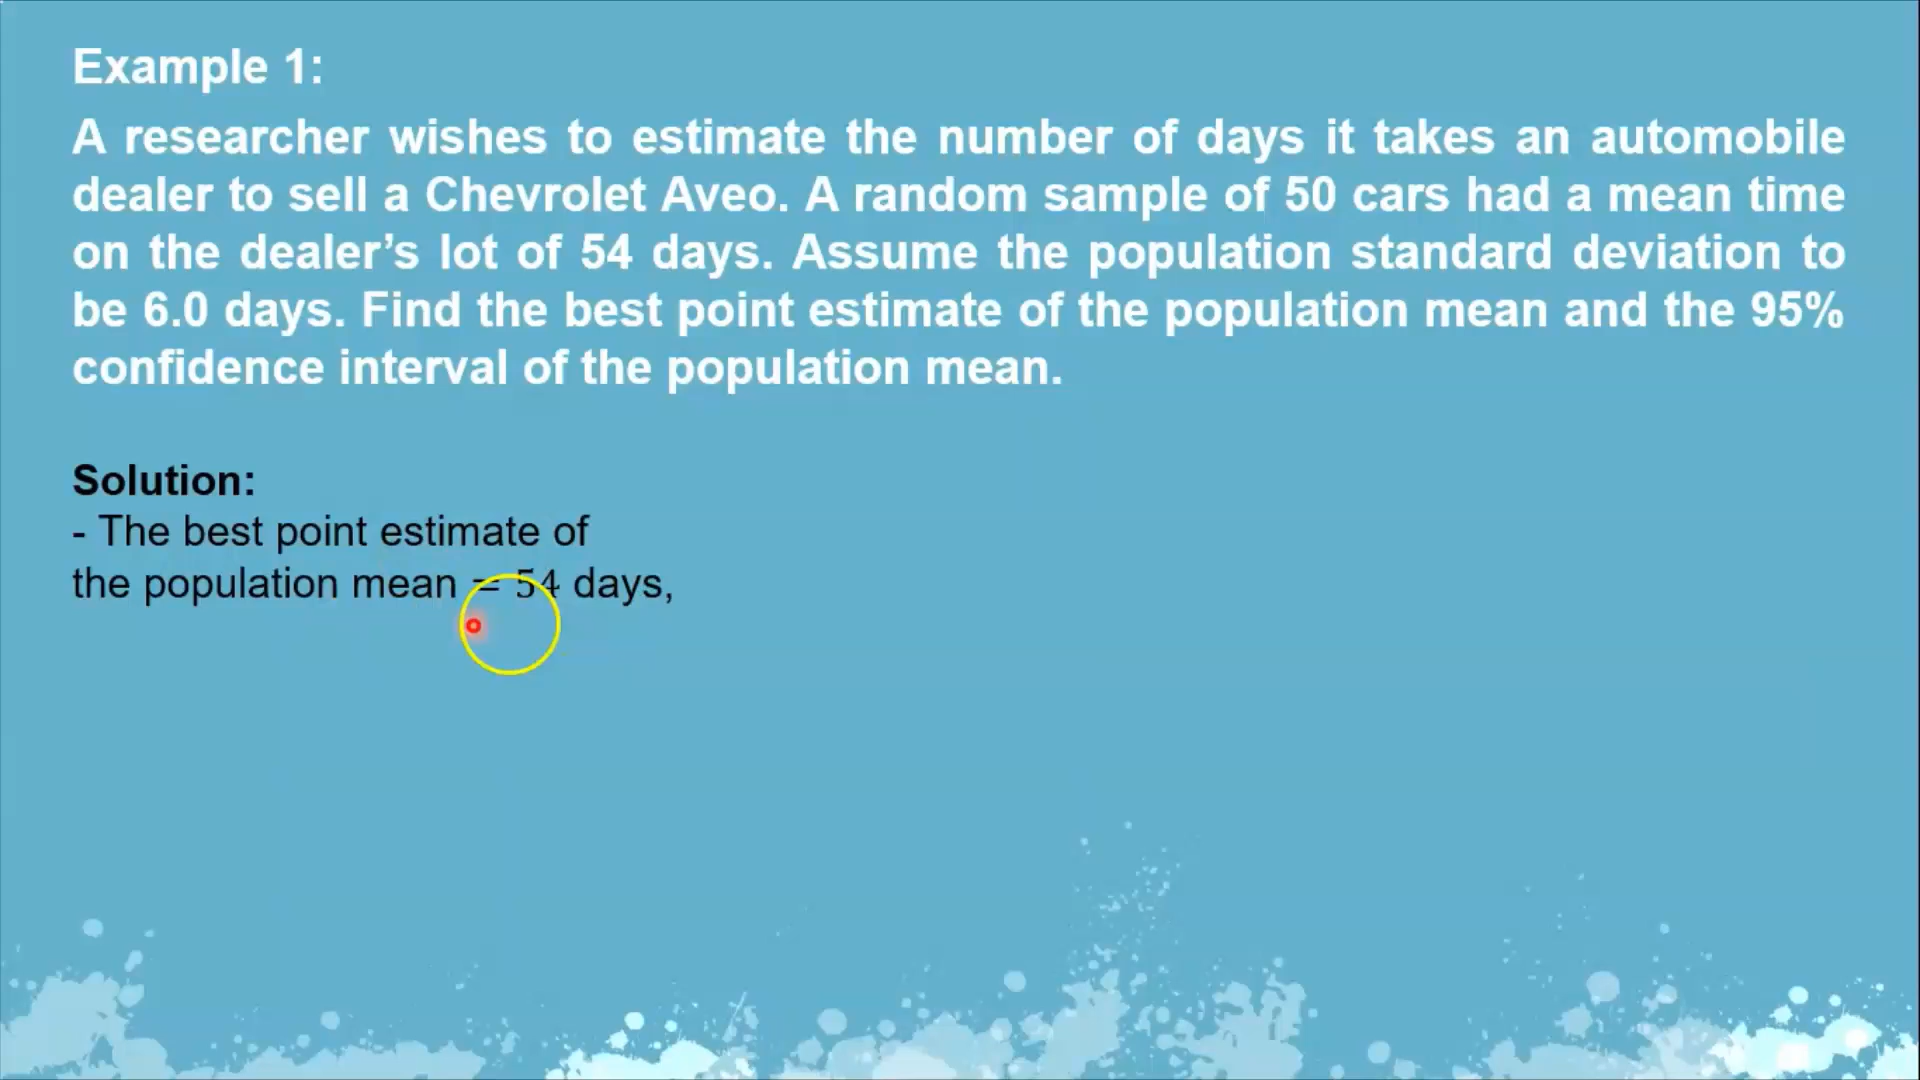 Example 1:
A researcher wishes to estimate the number of days it takes an automobile
dealer to sell a Chevrolet Aveo. A random sample of 50 cars had a mean time
on the dealer’s lot of 54 days. Assume the population standard deviation to
be 6.0 days. Find the best point estimate of the population mean and the 95%
confidence interval of the population mean.
Solution:
- The best point estimate of
the population mean = 54 days,